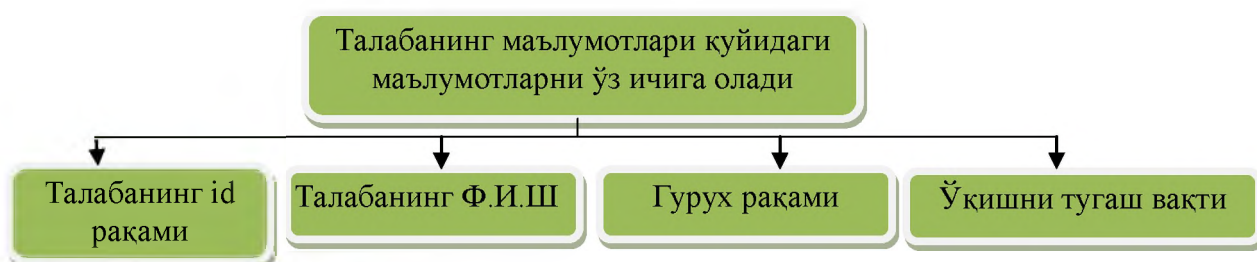 Талабанинг маълумотлари қуйидаги
маълумотларни ўз ичига олади
Талабанинг id
рақами
Талабанинг Ф.И.Ш
Гурух рақами
Ўқишни тугаш вақти